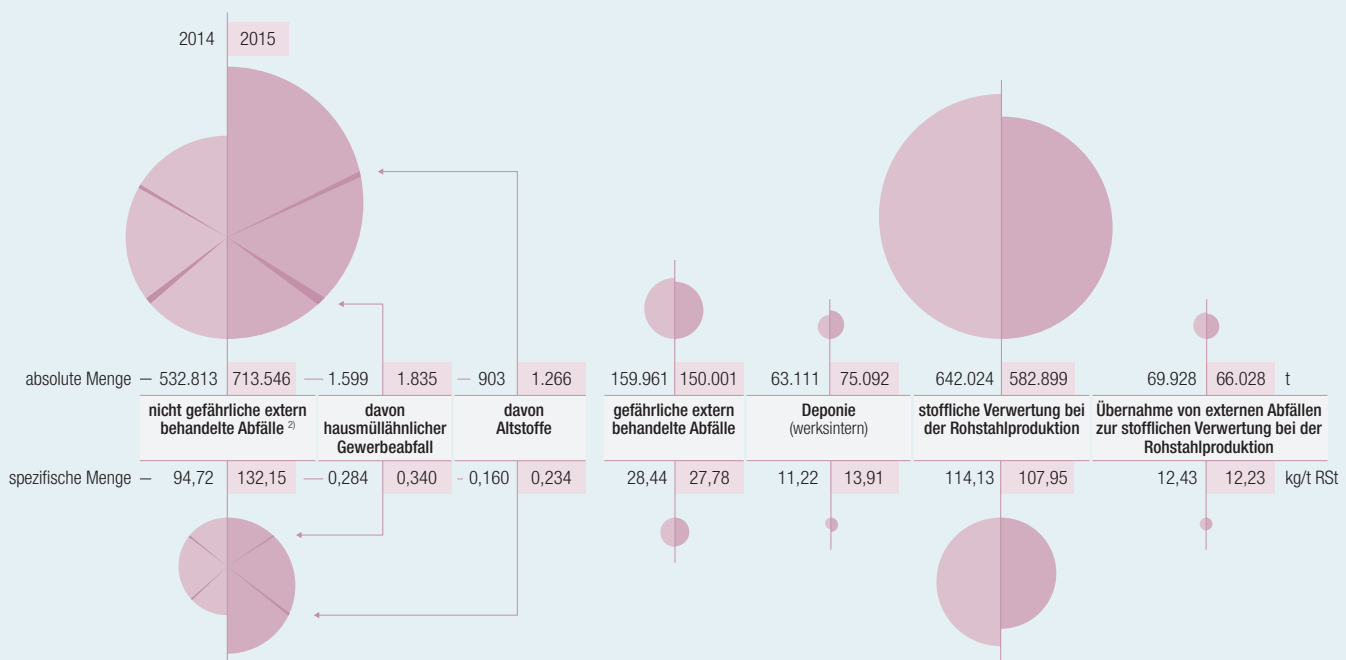 2014 2015
absolute Menge – 532.813 713.546 – 1.599 1.835 – 903 1.266 159.961 150.001 63.111 75.092 642.024 582.899 69.928 66.028 t
nicht gefährliche extern
behandelte Abfälle 2)
davon
hausmüllähnlicher
Gewerbeabfall
davon
Altstoffe
gefährliche extern
behandelte Abfälle
Deponie
(werksintern)
stoffliche Verwertung bei
der Rohstahlproduktion
Übernahme von externen Abfällen
zur stofflichen Verwertung bei der
Rohstahlproduktion
spezifische Menge – 94,72 132,15 – 0,284 0,340 – 0,160 0,234 28,44 27,78 11,22 13,91 114,13 107,95 12,43 12,23 kg/t RSt